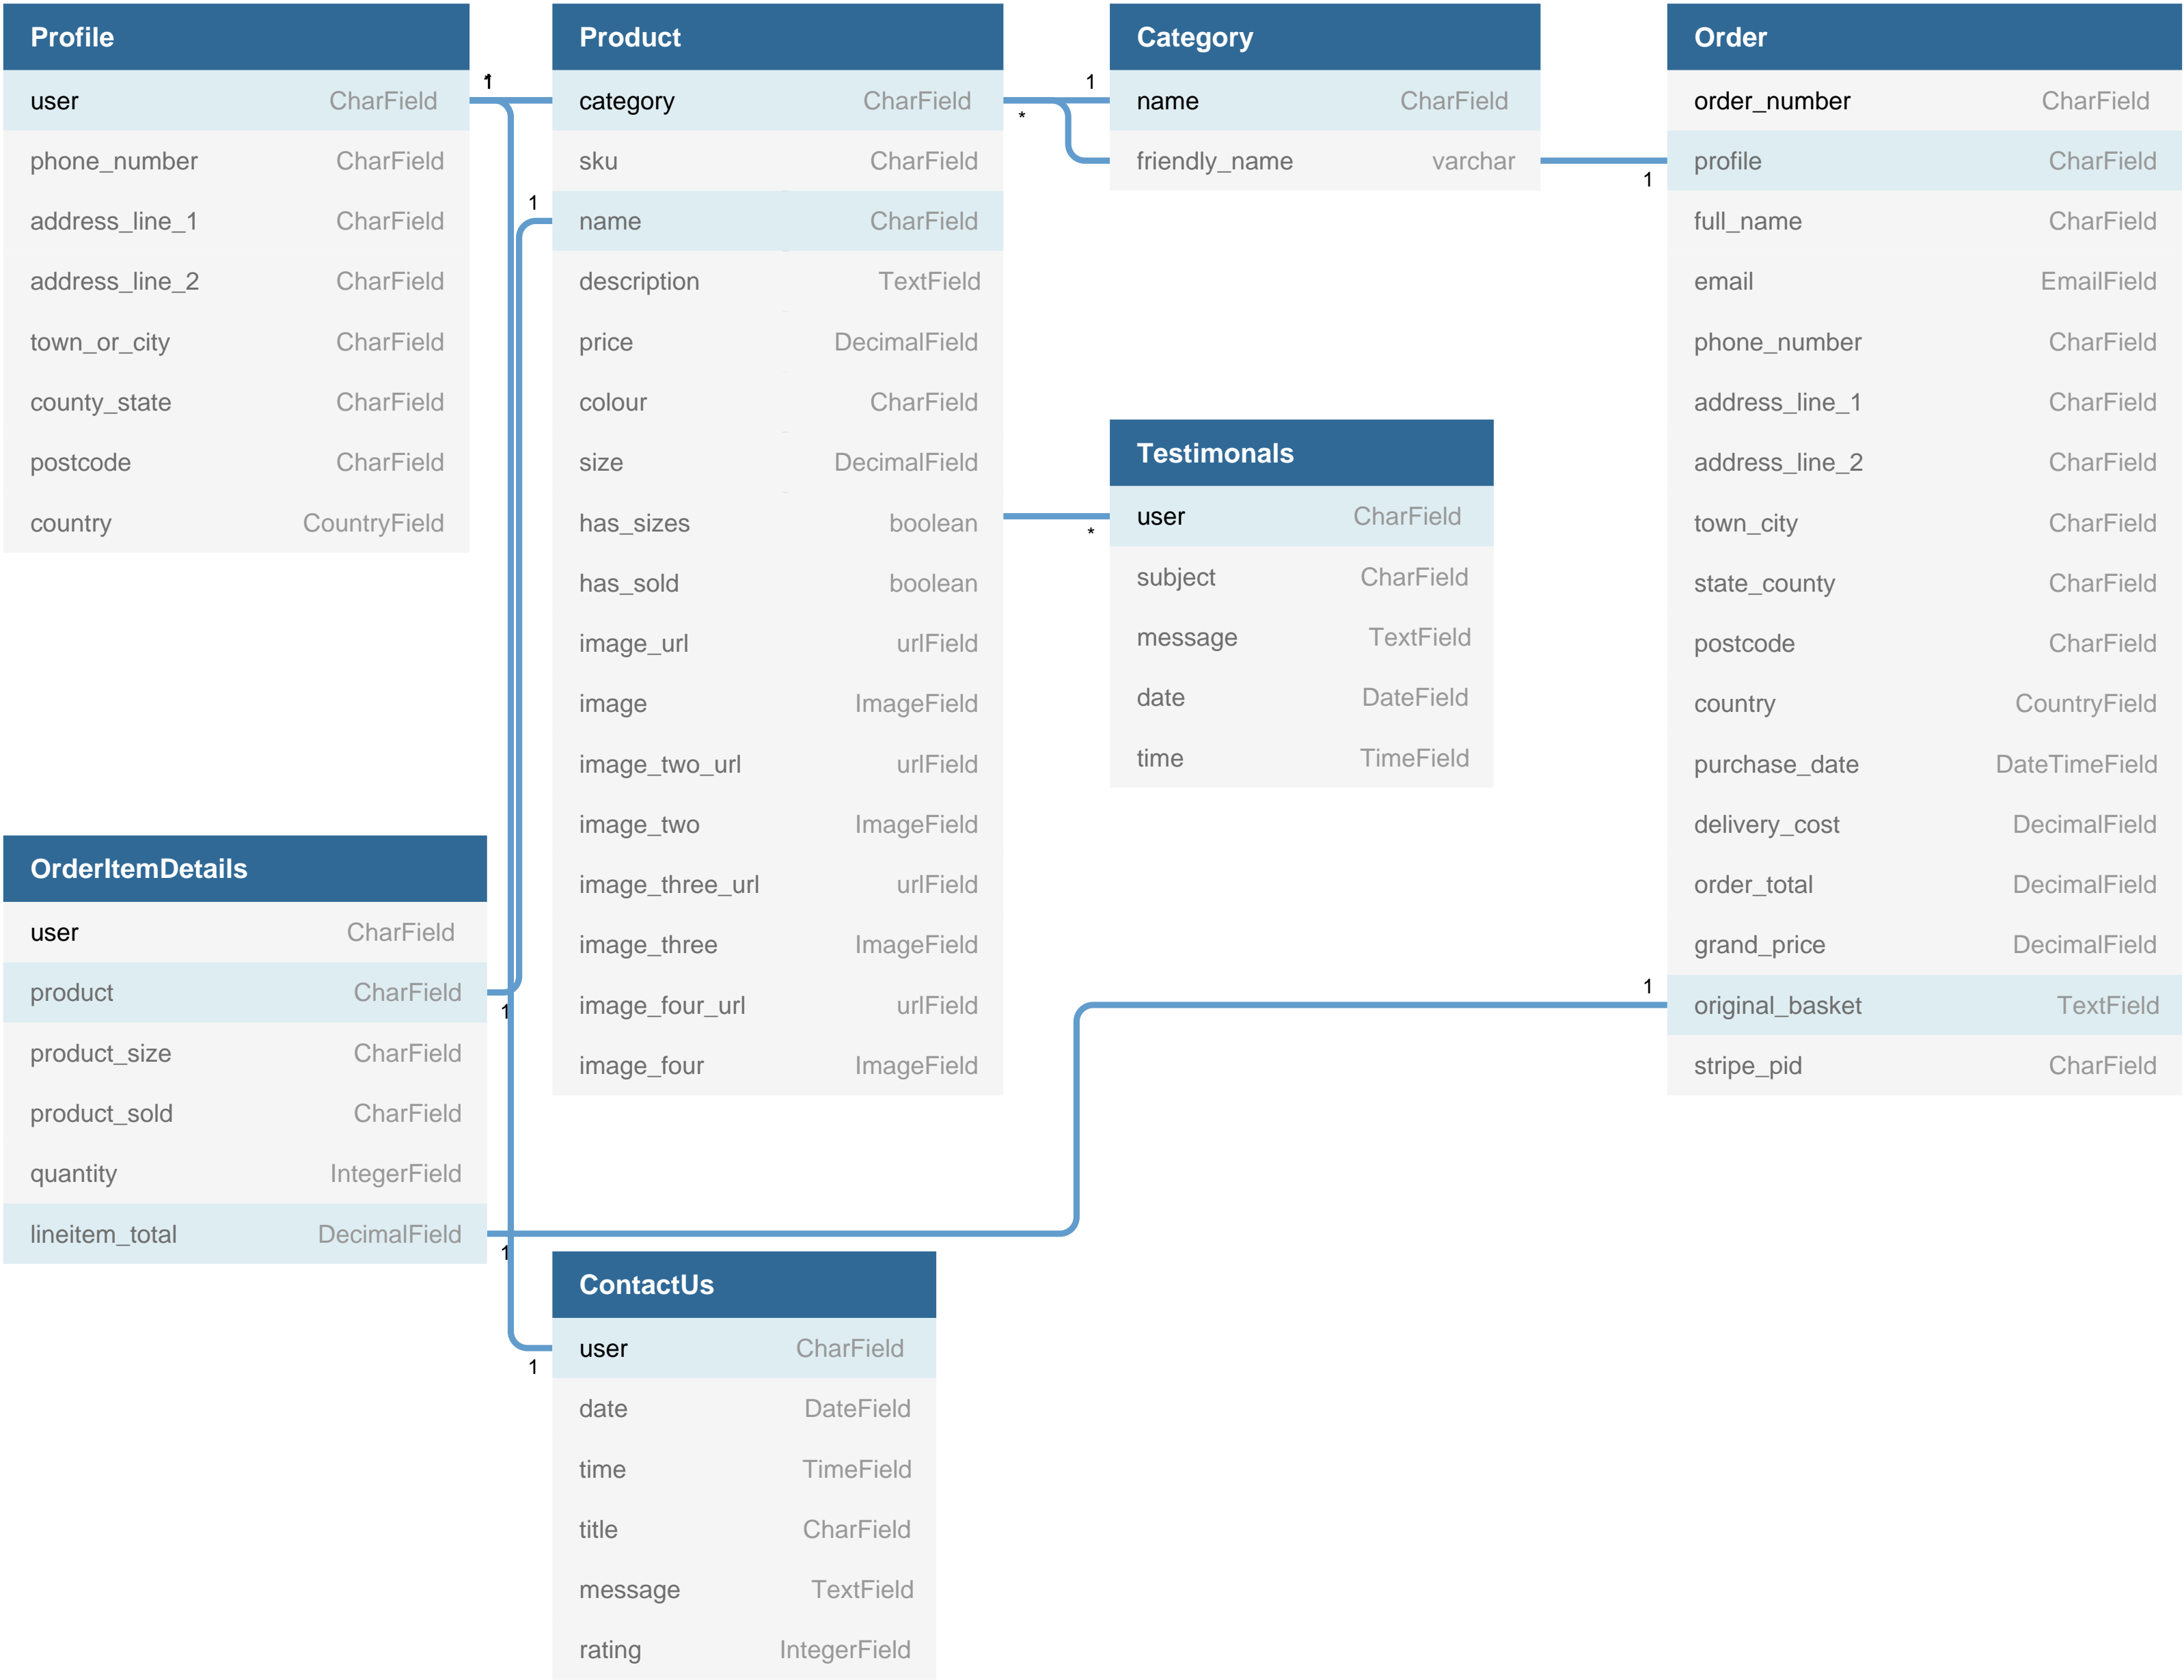 Profile
user CharField
phone_number CharField
address_line_1 CharField
address_line_2 CharField
town_or_city CharField
county_state CharField
postcode CharField
country CountryField
1
Product
category CharField
sku CharField
1
name CharField
description TextField
price DecimalField
colour CharField
size DecimalField
has_sizes boolean
has_sold boolean
image_url urlField
image ImageField
image_two_url urlField
image_two ImageField
image_three_url urlField
image_three ImageField
image_four_url urlField
image_four ImageField
1
*
Category
name CharField
friendly_name varchar
1
Testimonals
*
user CharField
subject CharField
message TextField
date DateField
time TimeField
Order
order_number CharField
profile CharField
full_name CharField
email EmailField
phone_number CharField
address_line_1 CharField
address_line_2 CharField
town_city CharField
state_county CharField
postcode CharField
country CountryField
purchase_date DateTimeField
delivery_cost DecimalField
order_total DecimalField
grand_price DecimalField
1
original_basket TextField
stripe_pid CharField
OrderItemDetails
user CharField
product CharField
1
product_size CharField
product_sold CharField
quantity IntegerField
lineitem_total DecimalField
1
ContactUs
user CharField
1
date DateField
time TimeField
title CharField
message TextField
rating IntegerField